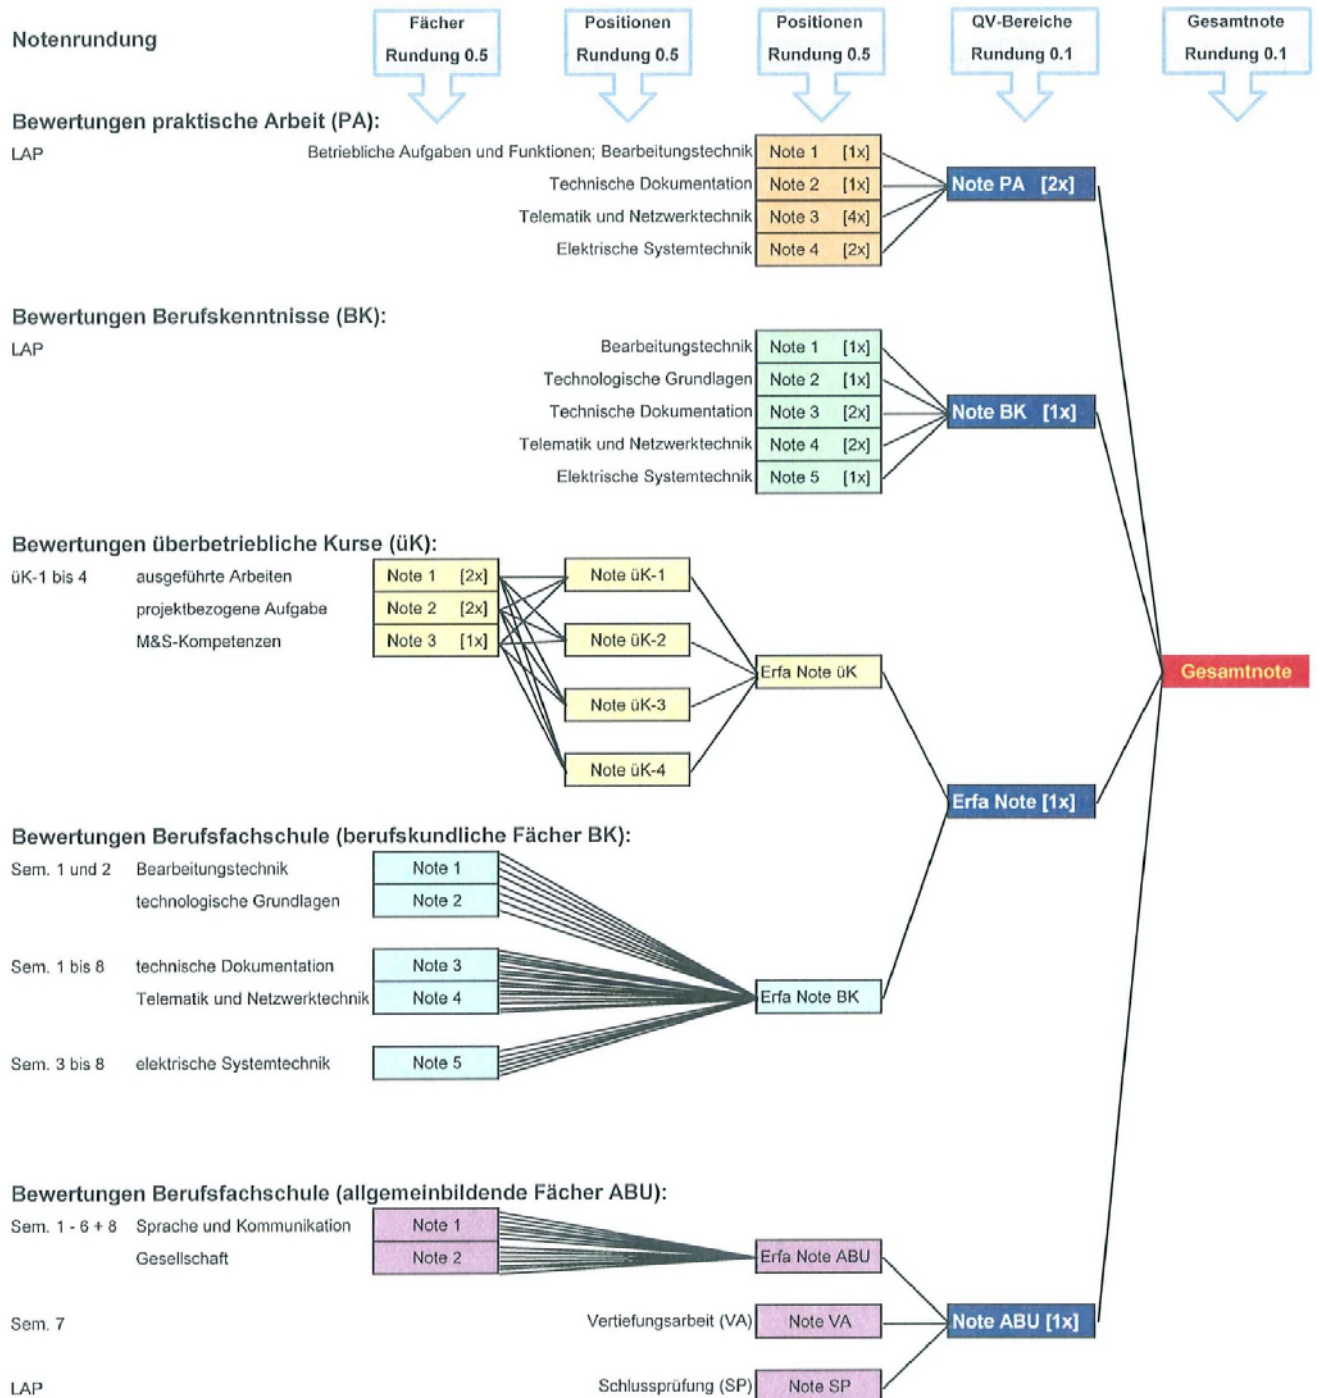 Notenrundung
Fächer
Rundung 0.5
Positionen
Rundung 0.5
Positionen
Rundung 0.5
QV-Bereiche
Rundung 0.1
Gesamtnote
Rundung 0.1
Bewertungen praktische Arbeit (PA):
LAP
Betriebliche Aufgaben und Funktionen; Bearbeitungstechnik Note 1 [1x]
Technische Dokumentation Note 2 [1x]
Note PA [2x]
Telematik und Netzwerktechnik Note 3 [4x]
Elektrische Systemtechnik Note 4 [2x]
Bewertungen Berufskenntnisse (BK):
LAP
Bearbeitungstechnik Note 1 [1x]
Technologische Grundlagen Note 2 [1x]
Technische Dokumentation Note 3 [2x]
Note BK [1x]
Telematik und Netzwerktechnik Note 4 [2x]
Elektrische Systemtechnik Note 5 [1x]
Bewertungen überbetriebliche Kurse (üK):
üK-1 bis 4 ausgeführte Arbeiten Note 1 [2x] Note üK-1
projektbezogene Aufgabe Note 2 [2x]
M&S-Kompetenzen Note 3 [1x] Note üK-2
Erfa Note üK
Gesamtnote
Note üK-3
Note üK-4
Erfa Note [1x]
Bewertungen Berufsfachschule (berufskundliche Fächer BK):
Sem. 1 und 2 Bearbeitungstechnik Note 1
technologische Grundlagen Note 2
Sem. 1 bis 8 technische Dokumentation Note 3
Telematik und Netzwerktechnik Note 4 Erfa Note BK
Sem. 3 bis 8 elektrische Systemtechnik Note 5
Bewertungen Berufsfachschule (allgemeinbildende Fächer ABU):
Sem. 1 - 6 + 8 Sprache und Kommunikation Note 1
Gesellschaft Note 2 Erfa Note ABU
Sem. 7 Vertiefungsarbeit (VA) Note VA Note ABU [1x]
LAP Schlussprüfung (SP) Note SP